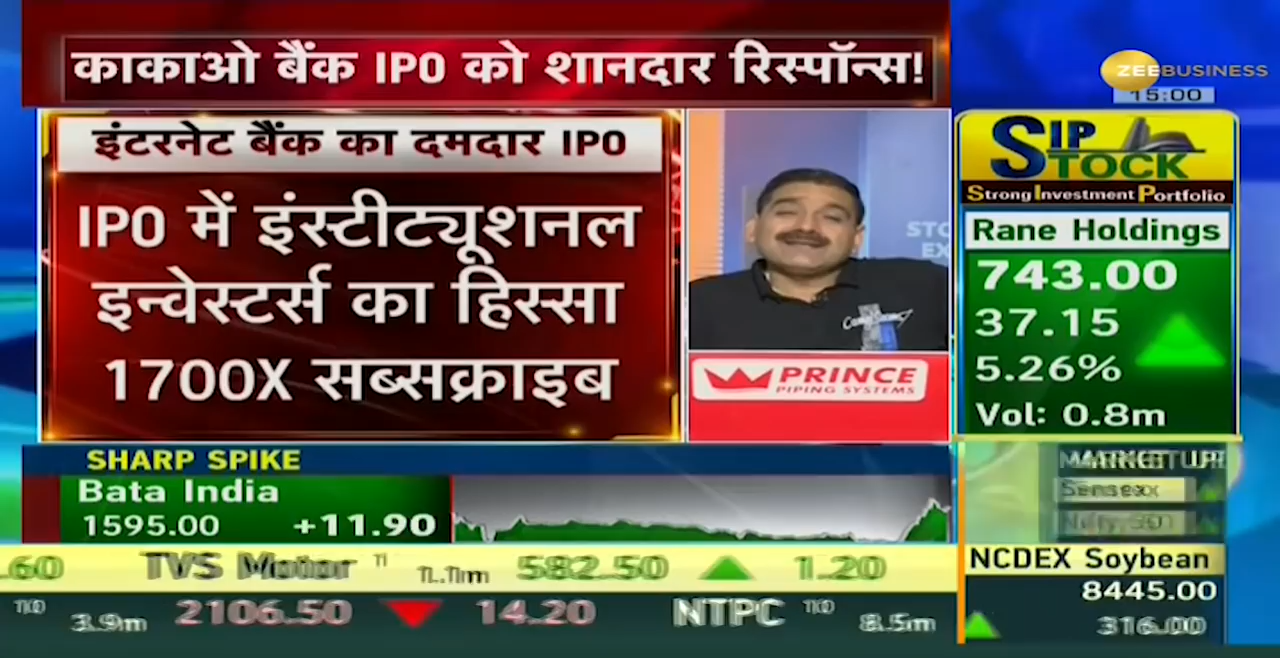 काकाओ बैंक IPO को शानदार रिस्पॉन्स!
ZEEBUSINESS
15:00
इंटरनेट बैंक का दमदार IPO
IPO में इंस्टीट्यूशनल
इन्वेस्टर्स का हिस्सा
1700X सब्सक्राइब
PRINCE
PIPING SYSTEMS
SIP STOCK
Strong Investment Portfolio
Rane Holdings
743.00
37.15
5.26%
Vol: 0.8m
SHARP SPIKE
Bata India
1595.00 +11.90
Sensex
.60 TVS Motor 582.50 1.20
3.9m 2106.50 14.20 NTPC 8.5m
NCDEX Soybean
8445.00
316.00